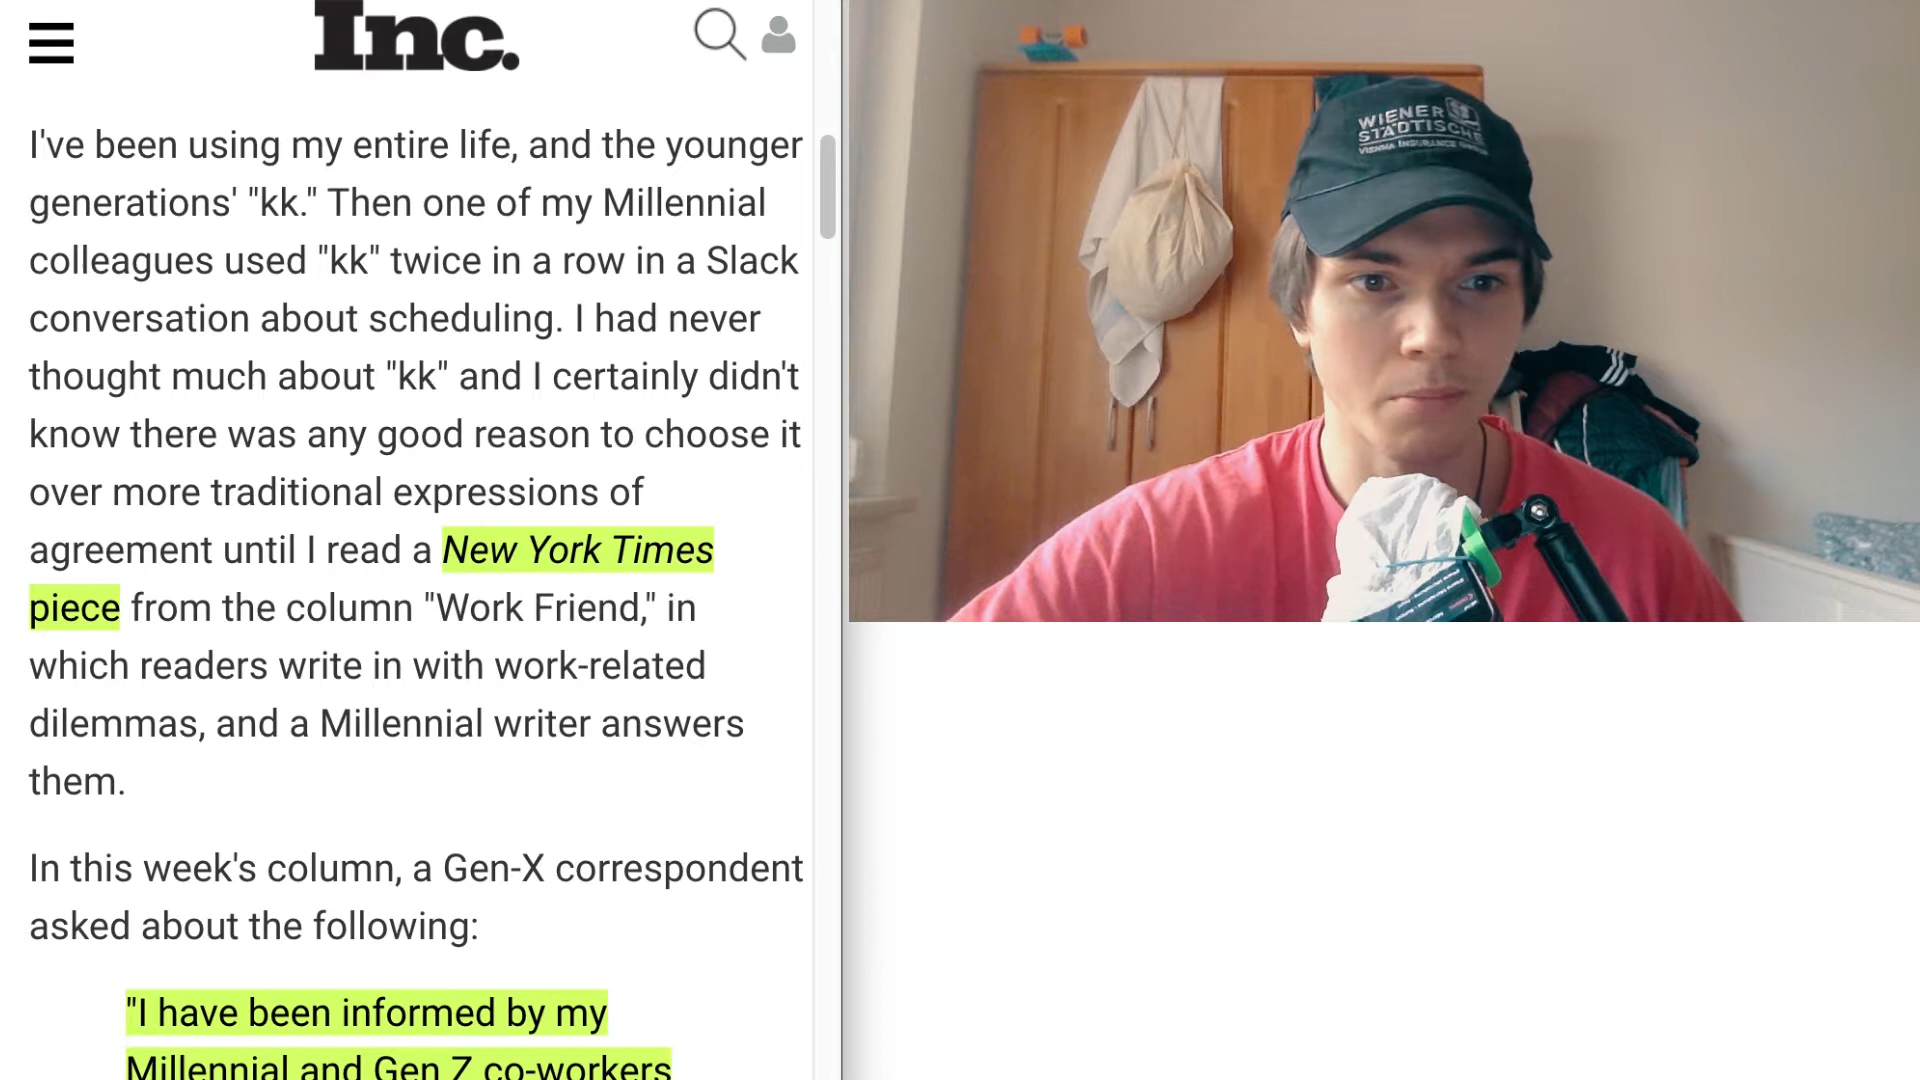 Inc.
I've been using my entire life, and the younger
generations' "kk." Then one of my Millennial
colleagues used "kk" twice in a row in a Slack
conversation about scheduling. I had never
thought much about "kk" and I certainly didn't
know there was any good reason to choose it
over more traditional expressions of
agreement until I read a New York Times
piece from the column "Work Friend," in
which readers write in with work-related
dilemmas, and a Millennial writer answers
them.
In this week's column, a Gen-X correspondent
asked about the following:
"I have been informed by my
Millennial and Gen Z co-workers
WIENER
STÄDTISCHE
VIENNA INSURANCE GROUP